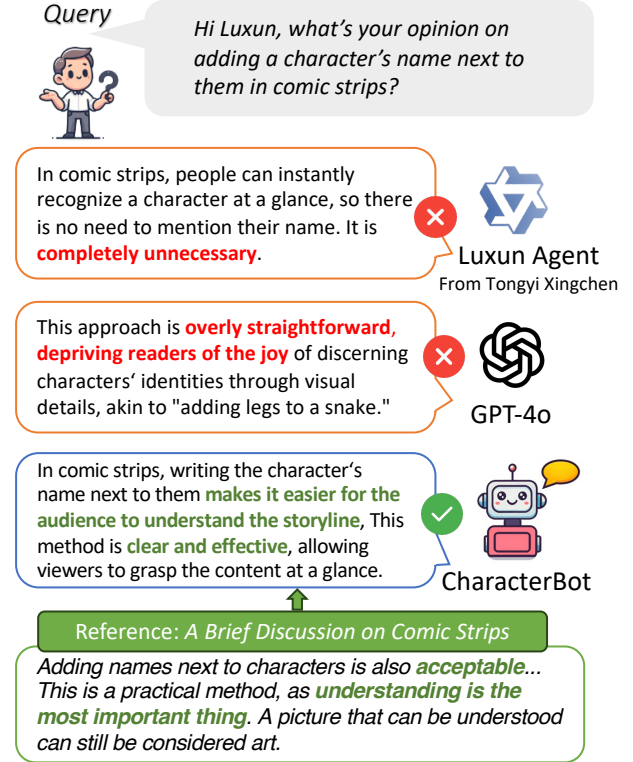 Query
Hi Luxun, what's your opinion on
adding a character's name next to
them in comic strips?
In comic strips, people can instantly
recognize a character at a glance, so there
is no need to mention their name. It is
completely unnecessary.
Luxun Agent
From Tongyi Xingchen
This approach is overly straightforward,
depriving readers of the joy of discerning
characters‘ identities through visual
details, akin to "adding legs to a snake."
GPT-4o
In comic strips, writing the character‘s
name next to them makes it easier for the
audience to understand the storyline, This
method is clear and effective, allowing
viewers to grasp the content at a glance.
CharacterBot
Reference: A Brief Discussion on Comic Strips
Adding names next to characters is also acceptable...
This is a practical method, as understanding is the
most important thing. A picture that can be understood
can still be considered art.